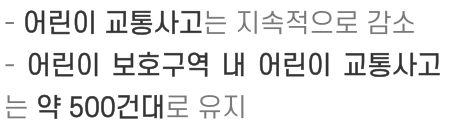 - 어린이 교통사고는 지속적으로 감소
- 어린이 보호구역 내 어린이 교통사고
는 약 500건대로 유지